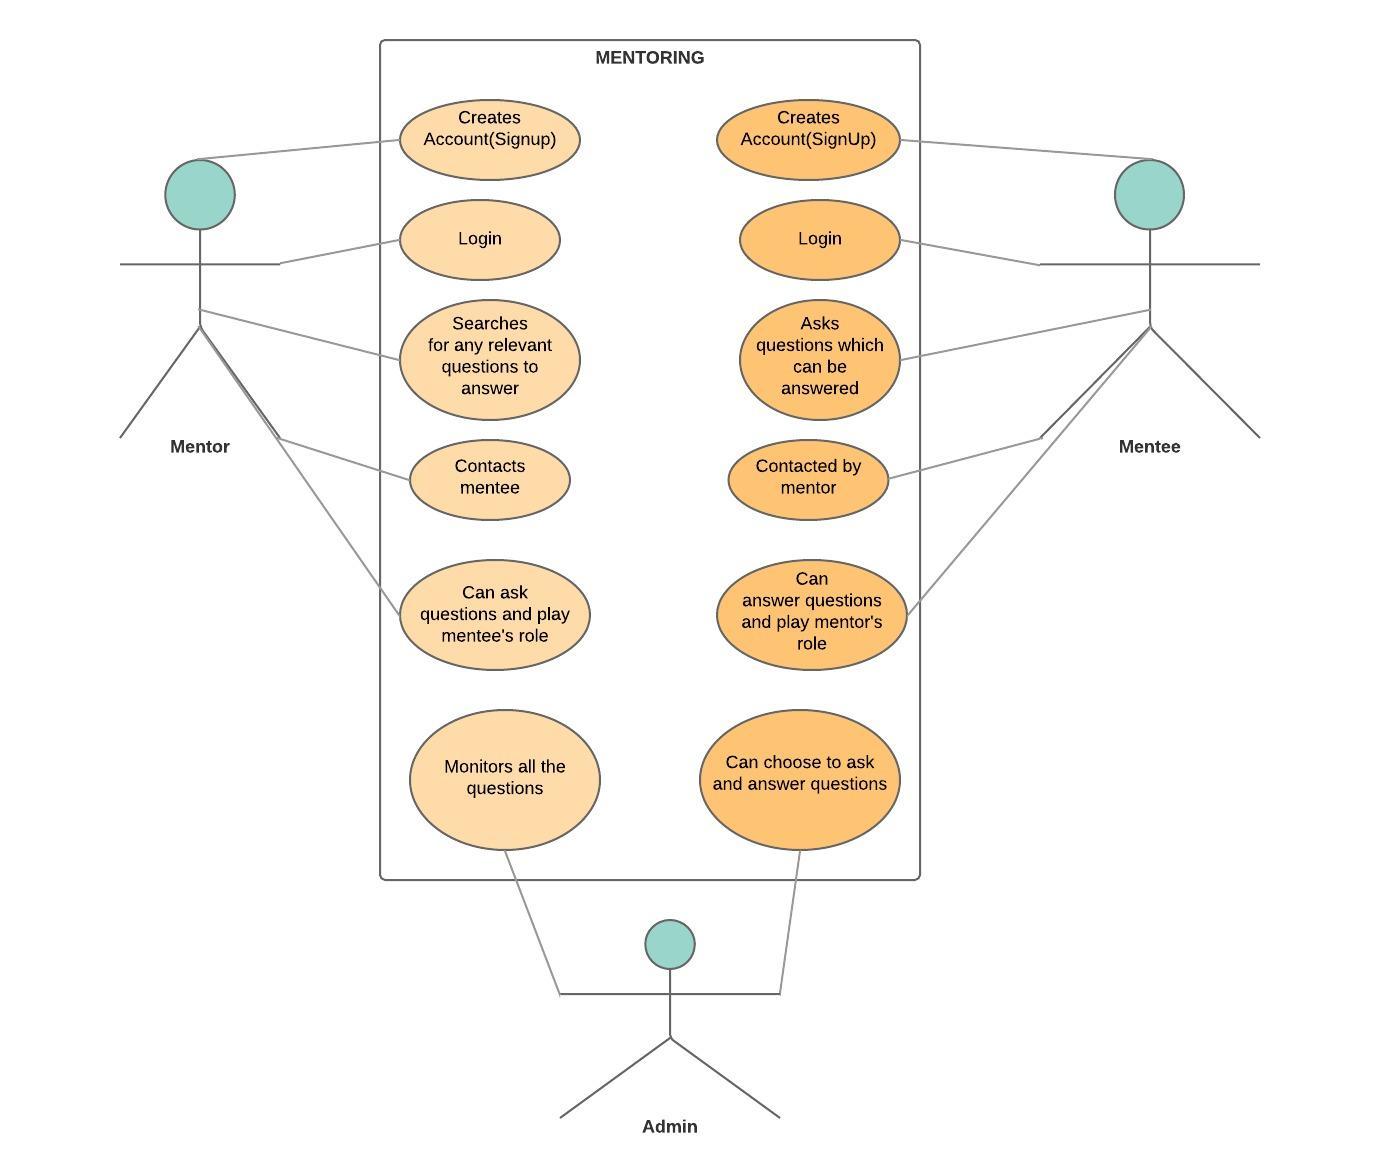 MENTORING
Creates
Account(Signup)
Creates
Account(SignUp)
Login
Login
Searches
for any relevant
questions to
answer
Asks
questions which
can be
answered
Mentor
Mentee
Contacts
mentee
Contacted by
mentor
Can ask
questions and play
mentee's role
Can
answer questions
and play mentor's
role
Monitors all the
questions
Can choose to ask
and answer questions
Admin